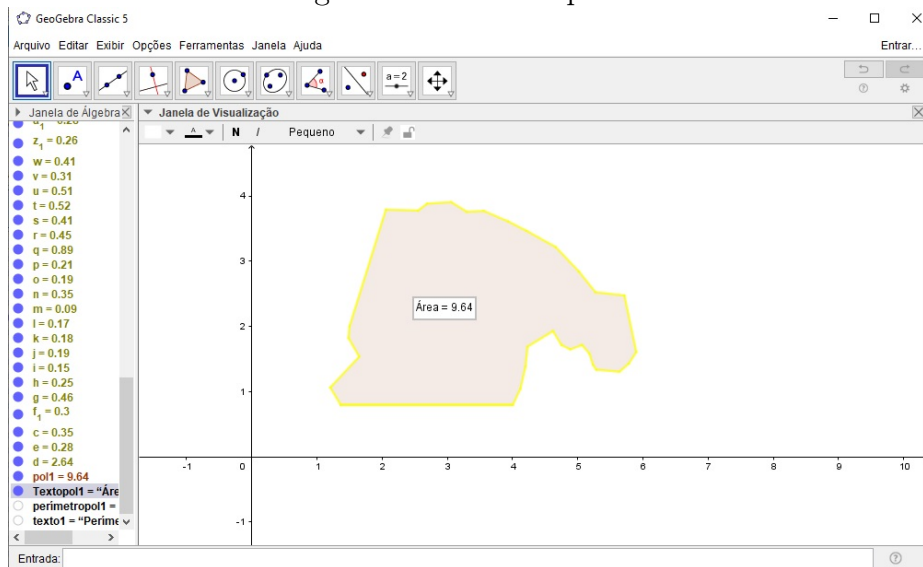 GeoGebra Classic 5
Arquivo Editar Exibir Opções Ferramentas Janela Ajuda
Entrar...
A
α
a=2
Janela de Álgebra
Janela de Visualização
A
N
I
Pequeno
z₁ = 0.26
w = 0.41
v = 0.31
u = 0.51
t = 0.52
s = 0.41
r = 0.45
q = 0.89
p = 0.21
o = 0.19
n = 0.35
m = 0.09
l = 0.17
k = 0.18
j = 0.19
i = 0.15
h = 0.25
g = 0.46
f₁ = 0.3
c = 0.35
e = 0.28
d = 2.64
pol1 = 9.64
Textopol1 = "Áre
perímetropol1 =
texto1 = "Períme
4
3
Área = 9.64
2
1
-1 0 1 2 3 4 5 6 7 8 9 10
-1
Entrada: